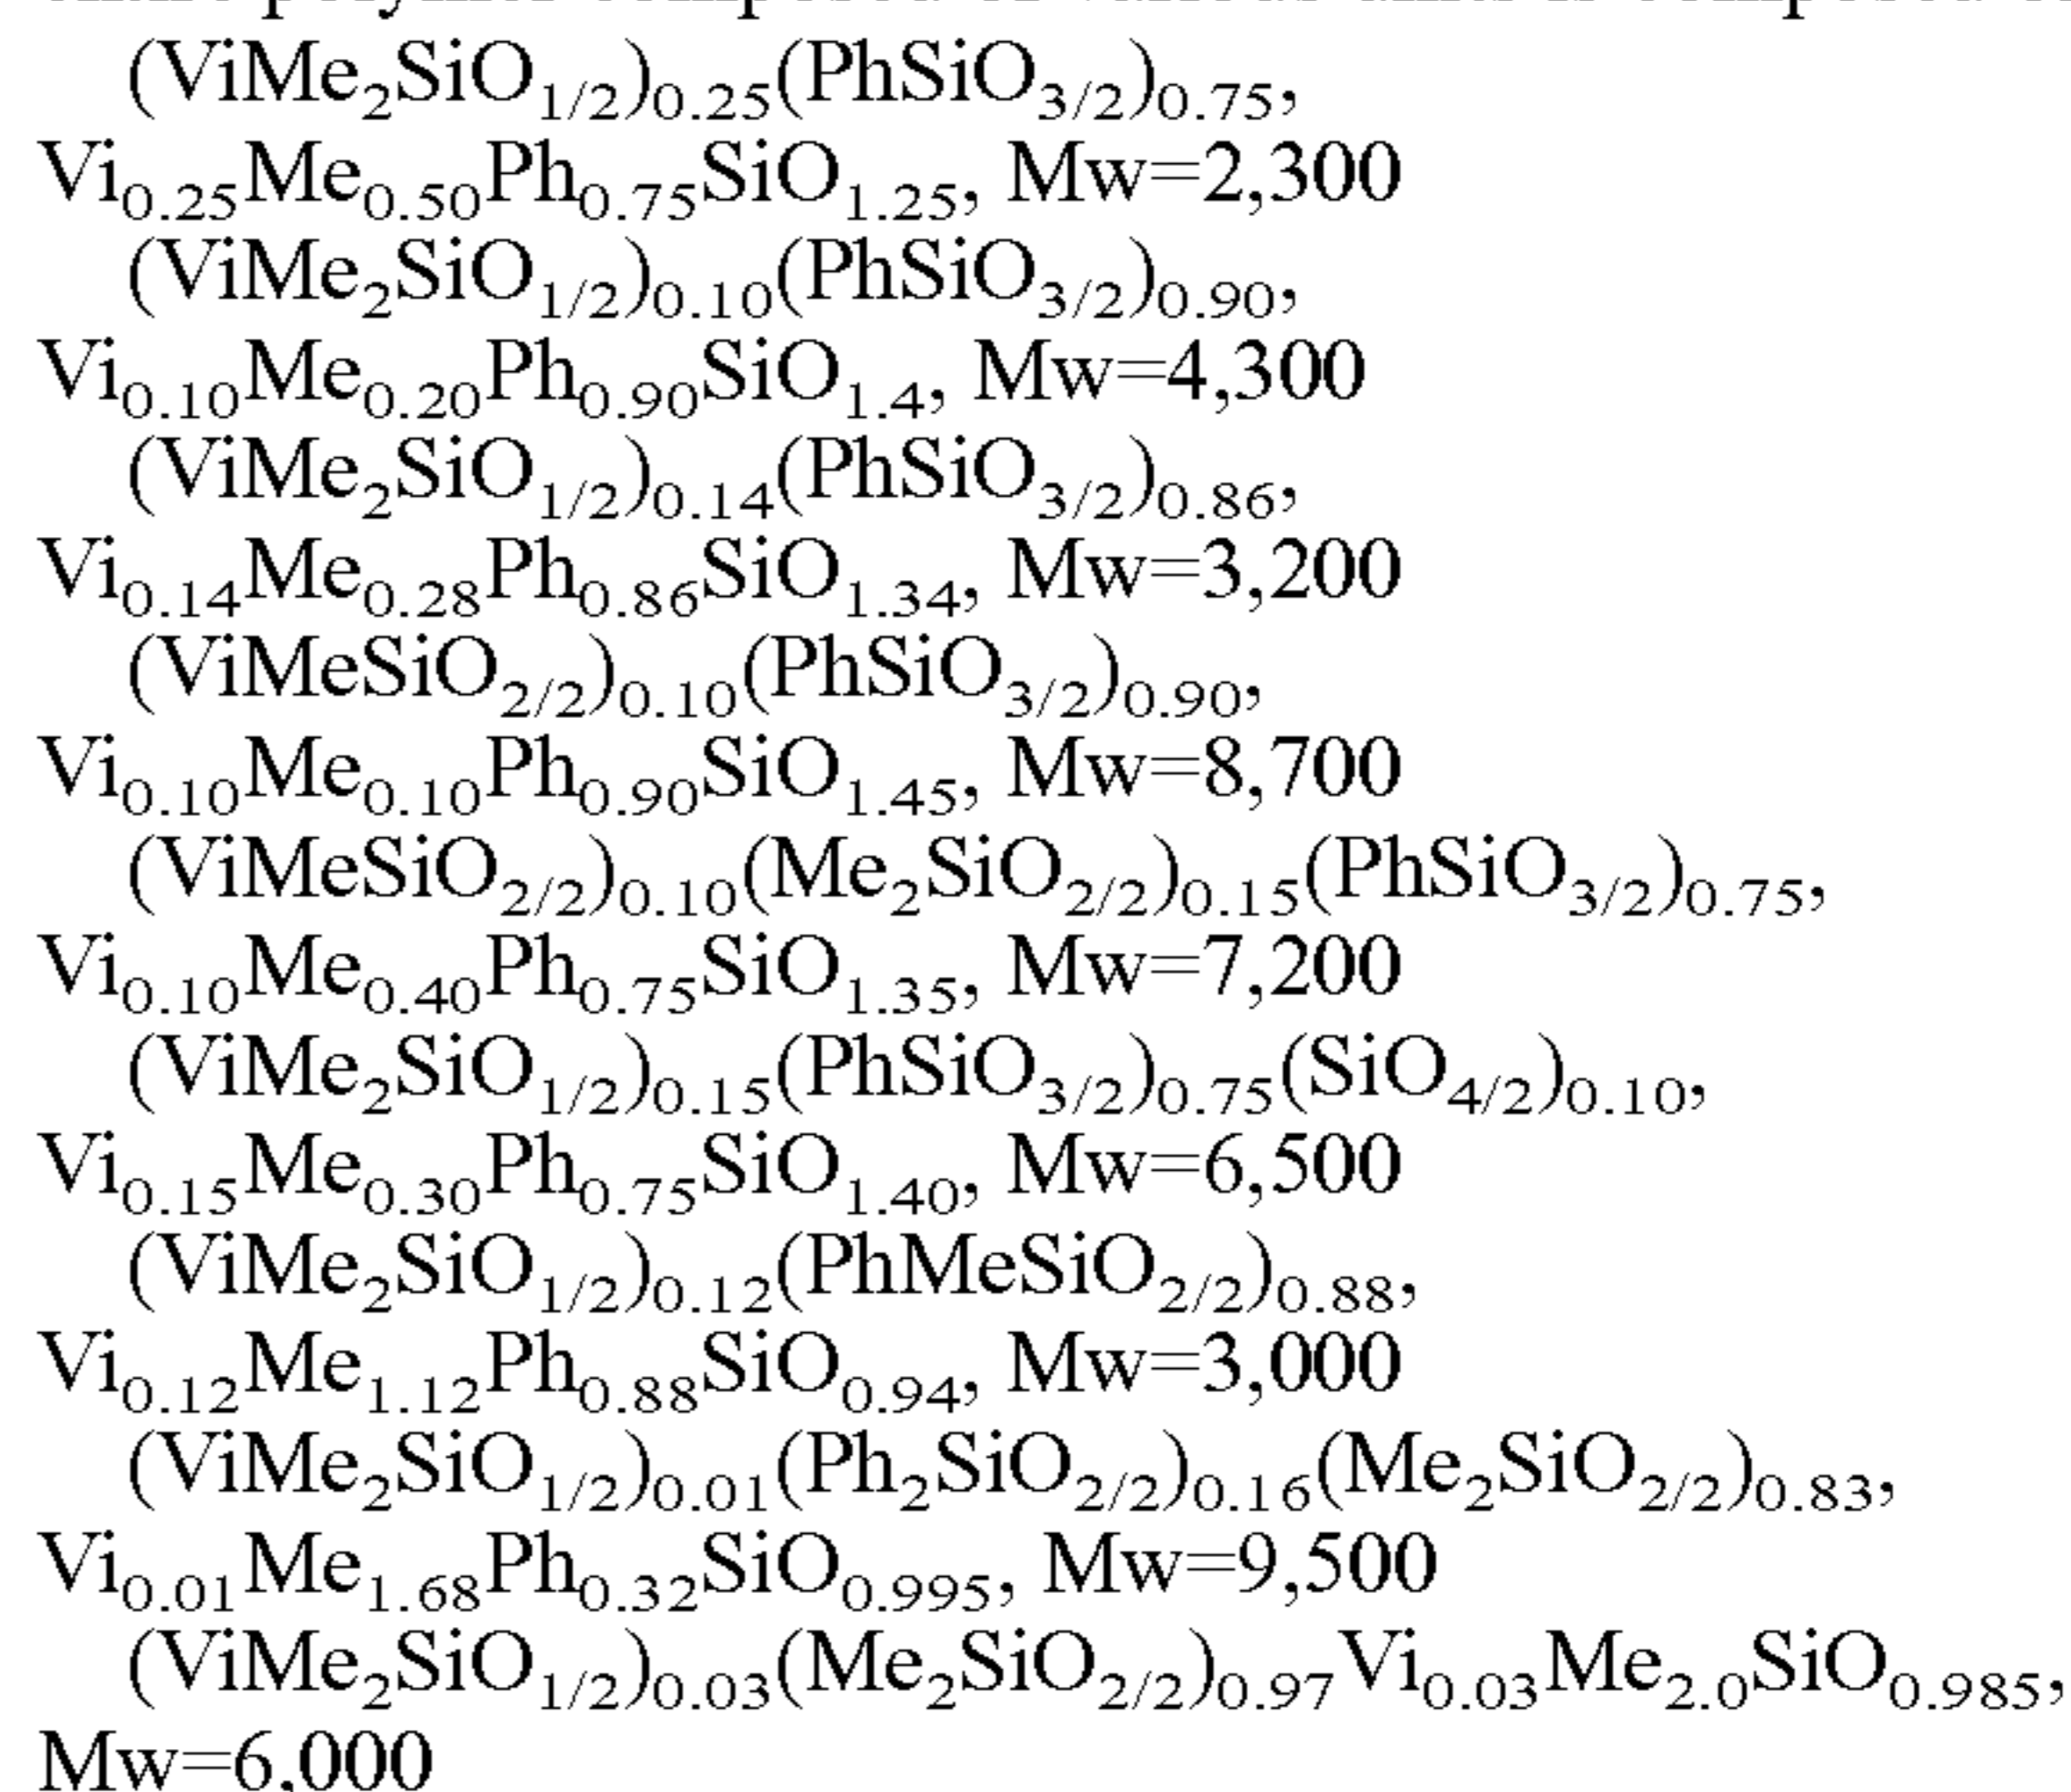 (ViMe₂SiO₁/₂)₀.₂₅(PhSiO₃/₂)₀.₇₅,
Vi₀.₂₅Me₀.₅₀Ph₀.₇₅SiO₁.₂₅, Mw=2,300
(ViMe₂SiO₁/₂)₀.₁₀(PhSiO₃/₂)₀.₉₀,
Vi₀.₁₀Me₀.₂₀Ph₀.₉₀SiO₁.₄, Mw=4,300
(ViMe₂SiO₁/₂)₀.₁₄(PhSiO₃/₂)₀.₈₆,
Vi₀.₁₄Me₀.₂₈Ph₀.₈₆SiO₁.₃₄, Mw=3,200
(ViMeSiO₂/₂)₀.₁₀(PhSiO₃/₂)₀.₉₀,
Vi₀.₁₀Me₀.₁₀Ph₀.₉₀SiO₁.₄₅, Mw=8,700
(ViMeSiO₂/₂)₀.₁₀(Me₂SiO₂/₂)₀.₁₅(PhSiO₃/₂)₀.₇₅,
Vi₀.₁₀Me₀.₄₀Ph₀.₇₅SiO₁.₃₅, Mw=7,200
(ViMe₂SiO₁/₂)₀.₁₅(PhSiO₃/₂)₀.₇₅(SiO₄/₂)₀.₁₀,
Vi₀.₁₅Me₀.₃₀Ph₀.₇₅SiO₁.₄₀, Mw=6,500
(ViMe₂SiO₁/₂)₀.₁₂(PhMeSiO₂/₂)₀.₈₈,
Vi₀.₁₂Me₁.₁₂Ph₀.₈₈SiO₀.₉₄, Mw=3,000
(ViMe₂SiO₁/₂)₀.₀₁(Ph₂SiO₂/₂)₀.₁₆(Me₂SiO₂/₂)₀.₈₃,
Vi₀.₀₁Me₁.₆₈Ph₀.₃₂SiO₀.₉₉₅, Mw=9,500
(ViMe₂SiO₁/₂)₀.₀₃(Me₂SiO₂/₂)₀.₉₇Vi₀.₀₃Me₂.₀SiO₀.₉₈₅,
Mw=6,000